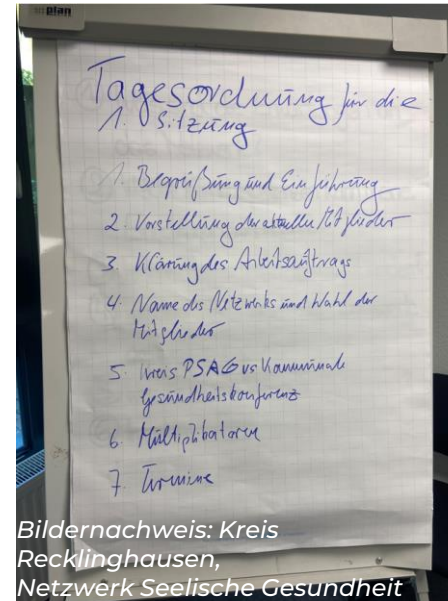 plan
Tagesordnung für die
1. Sitzung
1. Begrüßung und Einführung
2. Vorstellung der aktuellen Mitglieder
3. Klärung des Arbeitsauftrags
4. Name des Netzwerks und Wahl der
Mitglieder
5. Kreis PSAG vs Kommunale
Gesundheitskonferenz
6. Multiplikatoren
7. Termine
Bildernachweis: Kreis
Recklinghausen,
Netzwerk Seelische Gesundheit